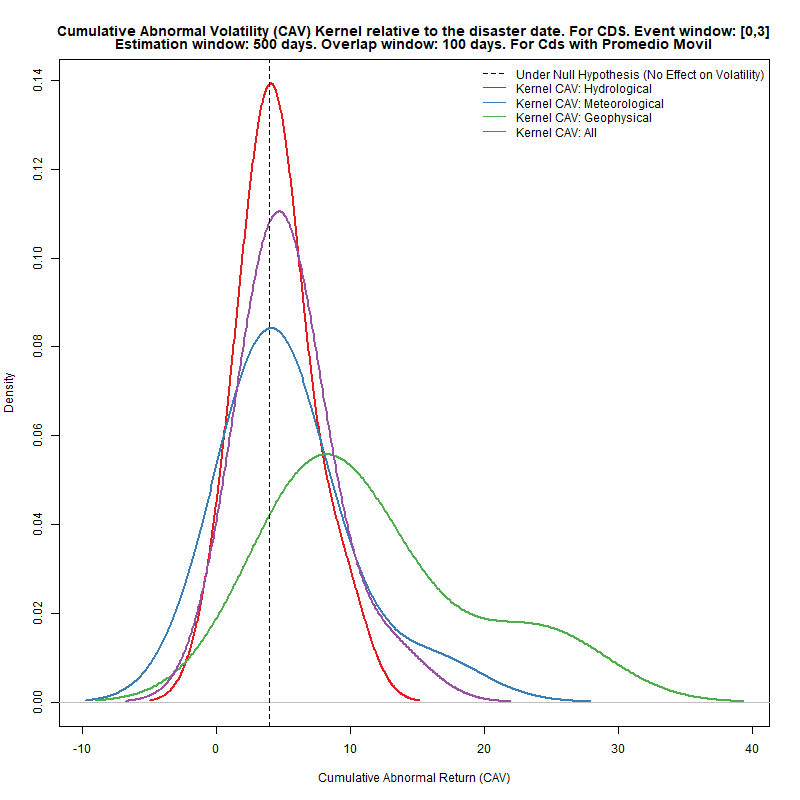 Cumulative Abnormal Volatility (CAV) Kernel relative to the disaster date. For CDS. Event window: [0,3]
Estimation window: 500 days. Overlap window: 100 days. For Cds with Promedio Movil
Under Null Hypothesis (No Effect on Volatility)
Kernel CAV: Hydrological
Kernel CAV: Meteorological
Kernel CAV: Geophysical
Kernel CAV: All
Density
0.14
0.12
0.10
0.08
0.06
0.04
0.02
0.00
-10 0 10 20 30 40
Cumulative Abnormal Return (CAV)